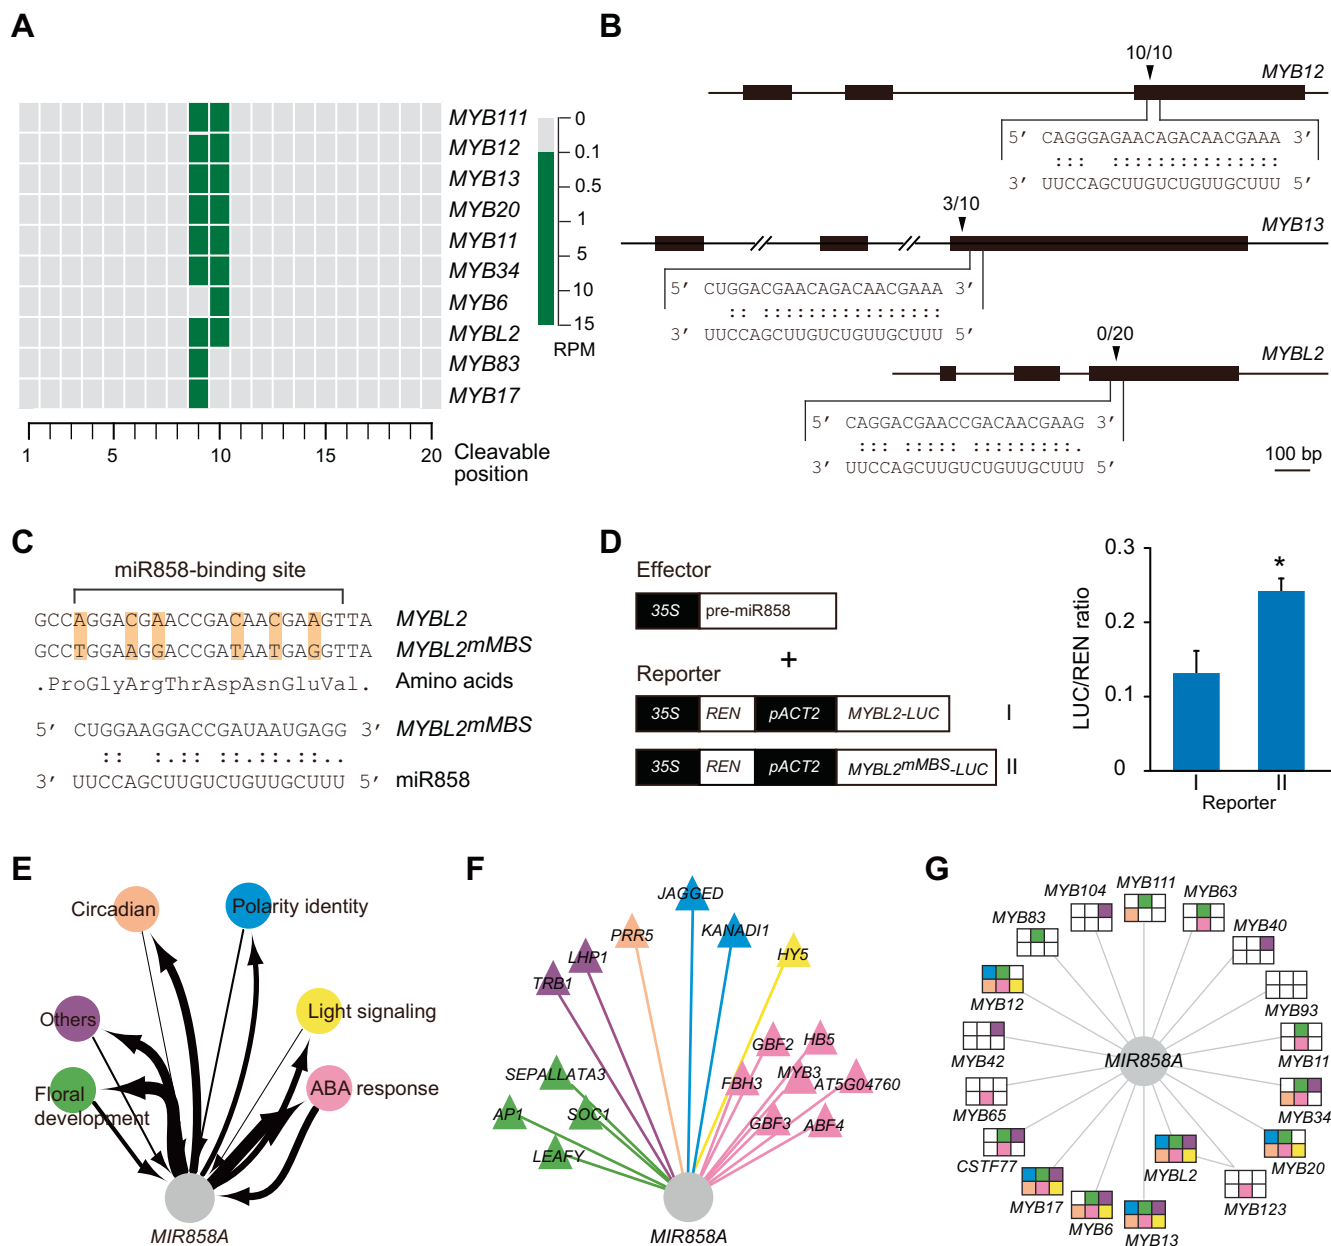 A
MYB111
MYB12
MYB13
MYB20
MYB11
MYB34
MYB6
MYBL2
MYB83
MYB17
0
0.1
0.5
1
5
10
15
RPM
1 5 10 15 20
Cleavable position
B
10/10
MYB12
5′ CAGGGAGAACAGACAACGAAA 3′
::: :::::::::::::::
3′ UUCCAGCUUGUCUGUUGCUUU 5′
3/10
MYB13
5′ CUGGACGAACAGACAACGAAA 3′
:: ::::::::::::::::
3′ UUCCAGCUUGUCUGUUGCUUU 5′
0/20
MYBL2
5′ CAGGACGAACCGACAACGAAG 3′
::: :::: :::::::::.
3′ UUCCAGCUUGUCUGUUGCUUU 5′
100 bp
C
miR858-binding site
GCCAGGACGAACCGACAACGAAGTTA MYBL2
GCCTGGAAGGACCGATAATGAGGTTA MYBL2mMBS
.ProGlyArgThrAspAsnGluVal. Amino acids
5′ CUGGAAGGACCGAUAAUGAGG 3′ MYBL2mMBS
:: :.:: ::.:.::..
3′ UUCCAGCUUGUCUGUUGCUUU 5′ miR858
D
Effector
35S pre-miR858
+
Reporter
35S REN pACT2 MYBL2-LUC I
35S REN pACT2 MYBL2mMBS-LUC II
LUC/REN ratio
0.3
0.2
0.1
0
*
I II
Reporter
E
Circadian
Polarity identity
Others
Light signaling
Floral development
ABA response
MIR858A
F
JAGGED
PRR5
KANADI1
LHP1
HY5
TRB1
GBF2
HB5
SEPALLATA3
FBH3
MYB3
AT5G04760
AP1
SOC1
GBF3
ABF4
LEAFY
MIR858A
G
MYB104
MYB111
MYB63
MYB83
MYB40
MYB12
MYB93
MYB42
MIR858A
MYB11
MYB65
MYB34
CSTF77
MYBL2
MYB20
MYB17
MYB6
MYB13
MYB123